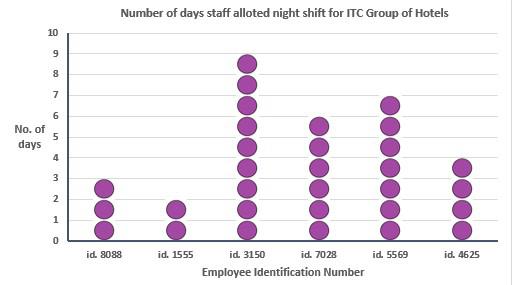 Number of days staff alloted night shift for ITC Group of Hotels
10
9
8
7
6
5
4
3
2
1
0
No. of
days
id. 8088 id. 1555 id. 3150 id. 7028 id. 5569 id. 4625
Employee Identification Number